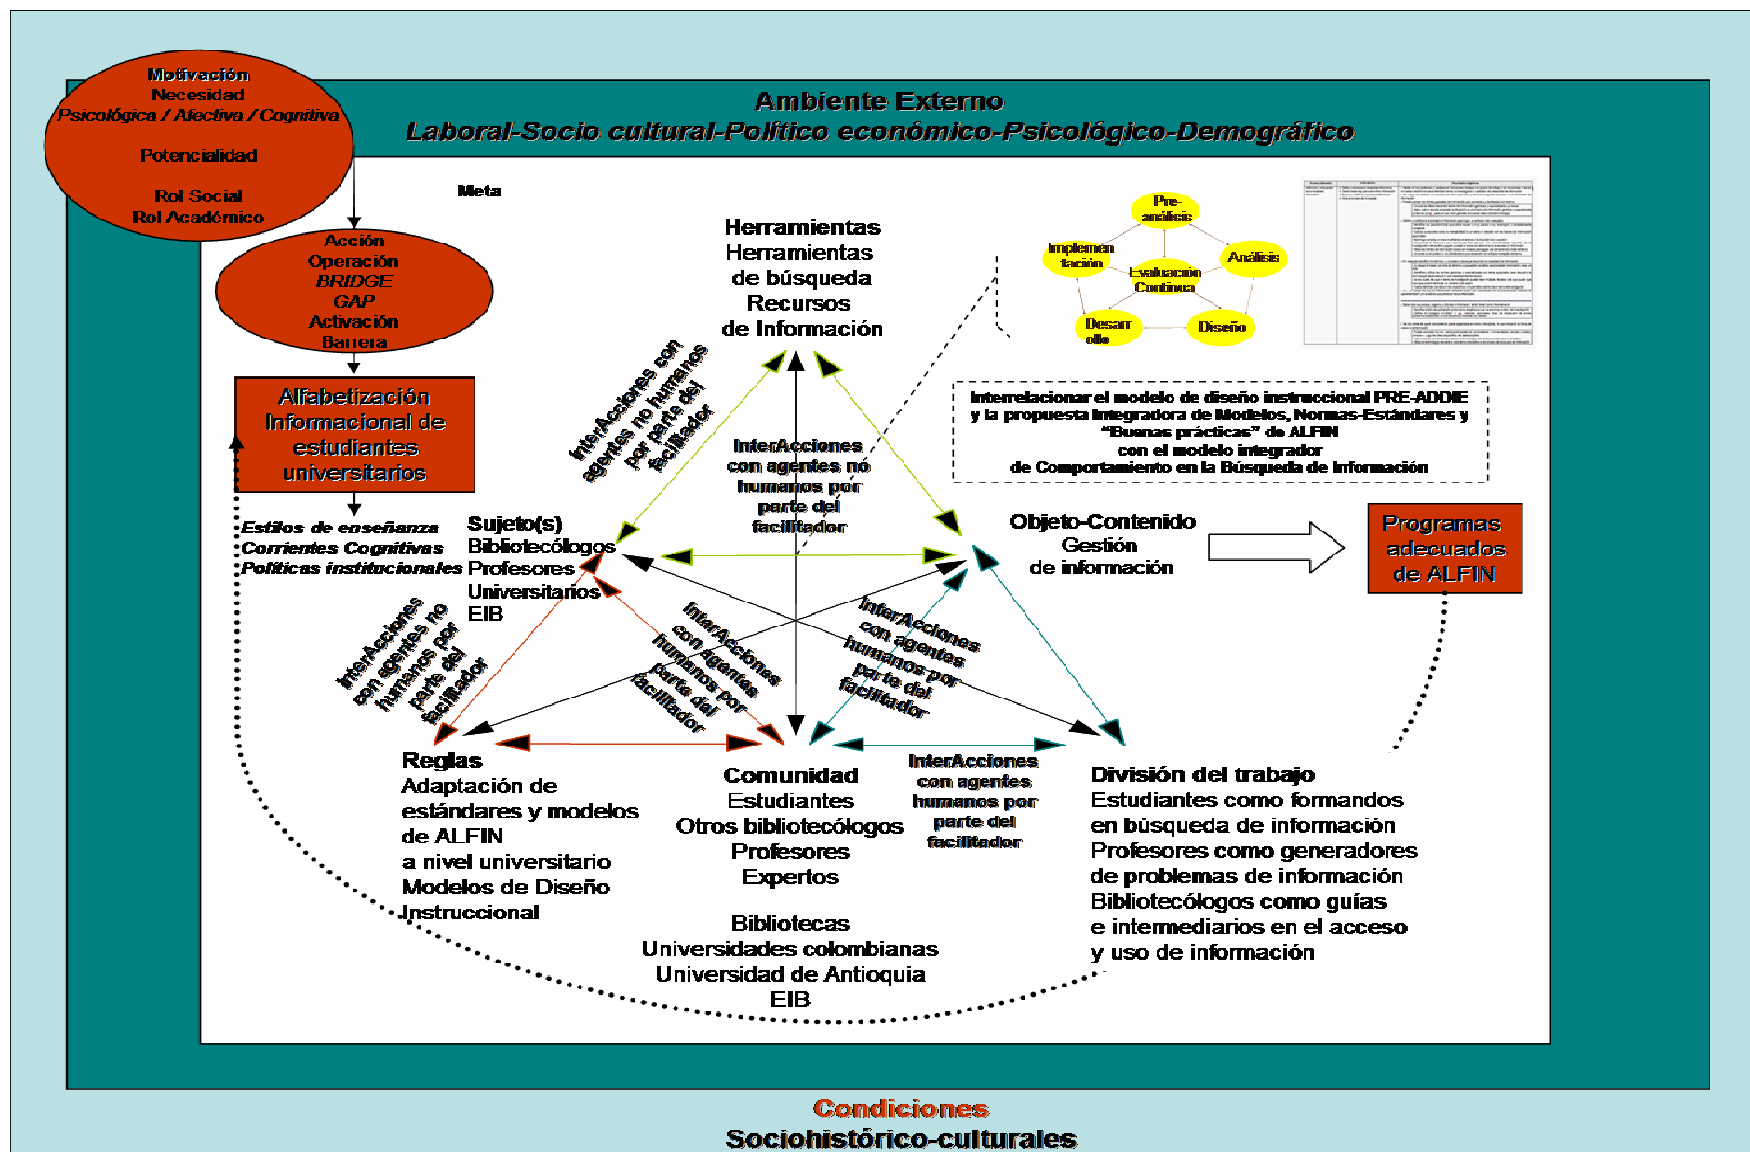 Motivación
Necesidad
Psicológica / Afectiva / Cognitiva
Potencialidad
Rol Social
Rol Académico
Ambiente Externo
Laboral-Socio cultural-Político económico-Psicológico-Demográfico
Meta
Acción
Operación
BRIDGE
GAP
Activación
Barrera
Alfabetización
Informacional de
estudiantes
universitarios
Estilos de enseñanza
Corrientes Cognitivas
Políticas institucionales
Herramientas
Herramientas
de búsqueda
Recursos
de Información
Pre-
análisis
Implemen
tación
Análisis
Evaluación
Continua
Desarr
ollo
Diseño
Interrelacionar el modelo de diseño instruccional PRE-ADDIE
y la propuesta Integradora de Modelos, Normas-Estándares y
“Buenas prácticas” de ALFIN
con el modelo integrador
de Comportamiento en la Búsqueda de Información
InterAcciones con
agentes no humanos
por parte del
facilitador
InterAcciones
con agentes no
humanos por
parte del
facilitador
Sujeto(s)
Bibliotecólogos
Profesores
Universitarios
EIB
Objeto-Contenido
Gestión
de información
Programas
adecuados
de ALFIN
InterAcciones
con agentes no
humanos por
parte del
facilitador
InterAcciones
con agentes
humanos por
parte del
facilitador
InterAcciones
con agentes
humanos por
parte del
facilitador
InterAcciones
con agentes
humanos por
parte del
facilitador
Reglas
Adaptación de
estándares y modelos
de ALFIN
a nivel universitario
Modelos de Diseño
Instruccional
Comunidad
Estudiantes
Otros bibliotecólogos
Profesores
Expertos
Bibliotecas
Universidades colombianas
Universidad de Antioquia
EIB
División del trabajo
Estudiantes como formandos
en búsqueda de información
Profesores como generadores
de problemas de información
Bibliotecólogos como guías
e intermediarios en el acceso
y uso de información
Condiciones
Sociohistórico-culturales